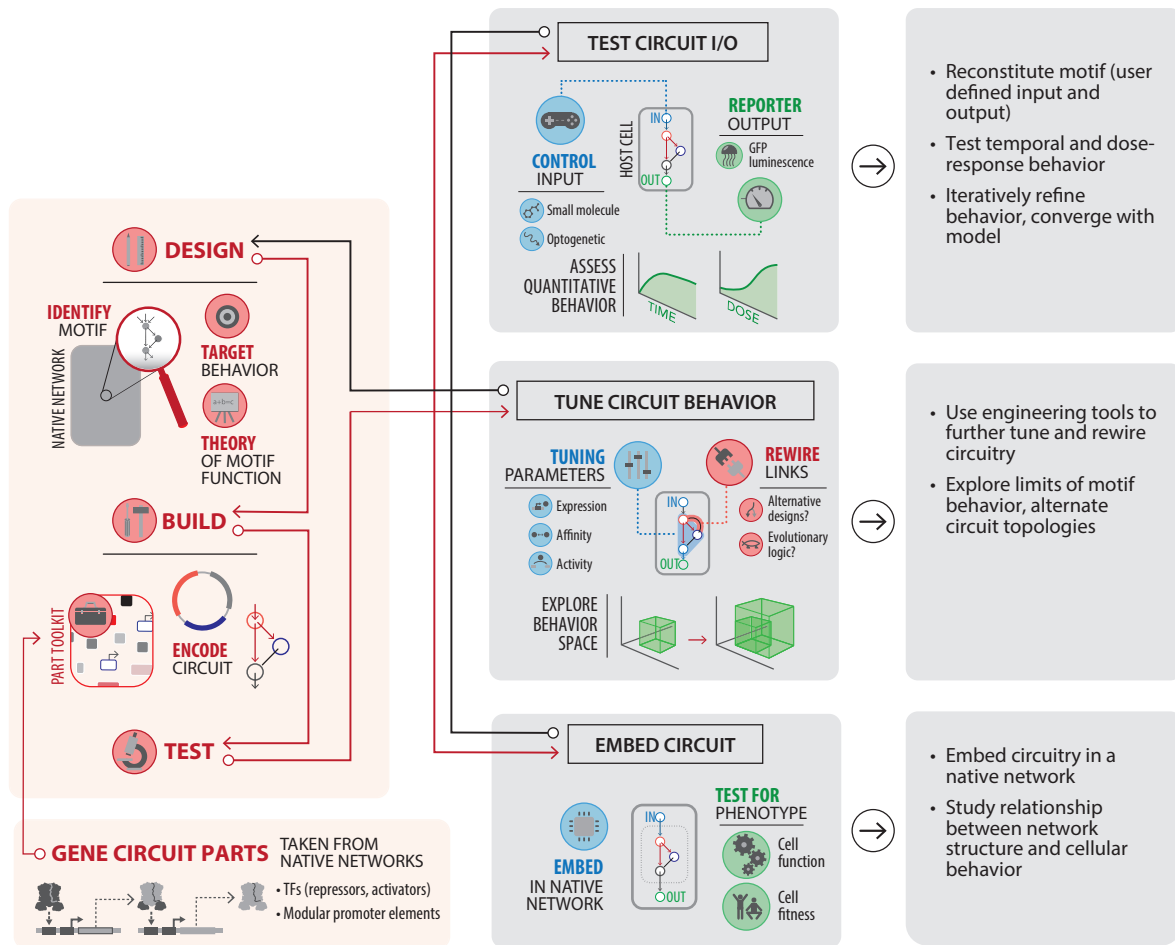 DESIGN
IDENTIFY
MOTIF
NATIVE NETWORK
TARGET
BEHAVIOR
a+b=c
THEORY
OF MOTIF
FUNCTION
BUILD
PART TOOLKIT
ENCODE
CIRCUIT
TEST
GENE CIRCUIT PARTS
TAKEN FROM
NATIVE NETWORKS
• TFs (repressors, activators)
• Modular promoter elements
TEST CIRCUIT I/O
CONTROL
INPUT
Small molecule
Optogenetic
HOST CELL
IN
OUT
REPORTER
OUTPUT
GFP
luminescence
ASSESS
QUANTITATIVE
BEHAVIOR
TIME
DOSE
• Reconstitute motif (user
defined input and
output)
• Test temporal and dose-
response behavior
• Iteratively refine
behavior, converge with
model
TUNE CIRCUIT BEHAVIOR
TUNING
PARAMETERS
Expression
Affinity
Activity
IN
OUT
REWIRE
LINKS
Alternative
designs?
Evolutionary
logic?
EXPLORE
BEHAVIOR
SPACE
• Use engineering tools to
further tune and rewire
circuitry
• Explore limits of motif
behavior, alternate
circuit topologies
EMBED CIRCUIT
EMBED
IN NATIVE
NETWORK
IN
OUT
TEST FOR
PHENOTYPE
Cell
function
Cell
fitness
• Embed circuitry in a
native network
• Study relationship
between network
structure and cellular
behavior